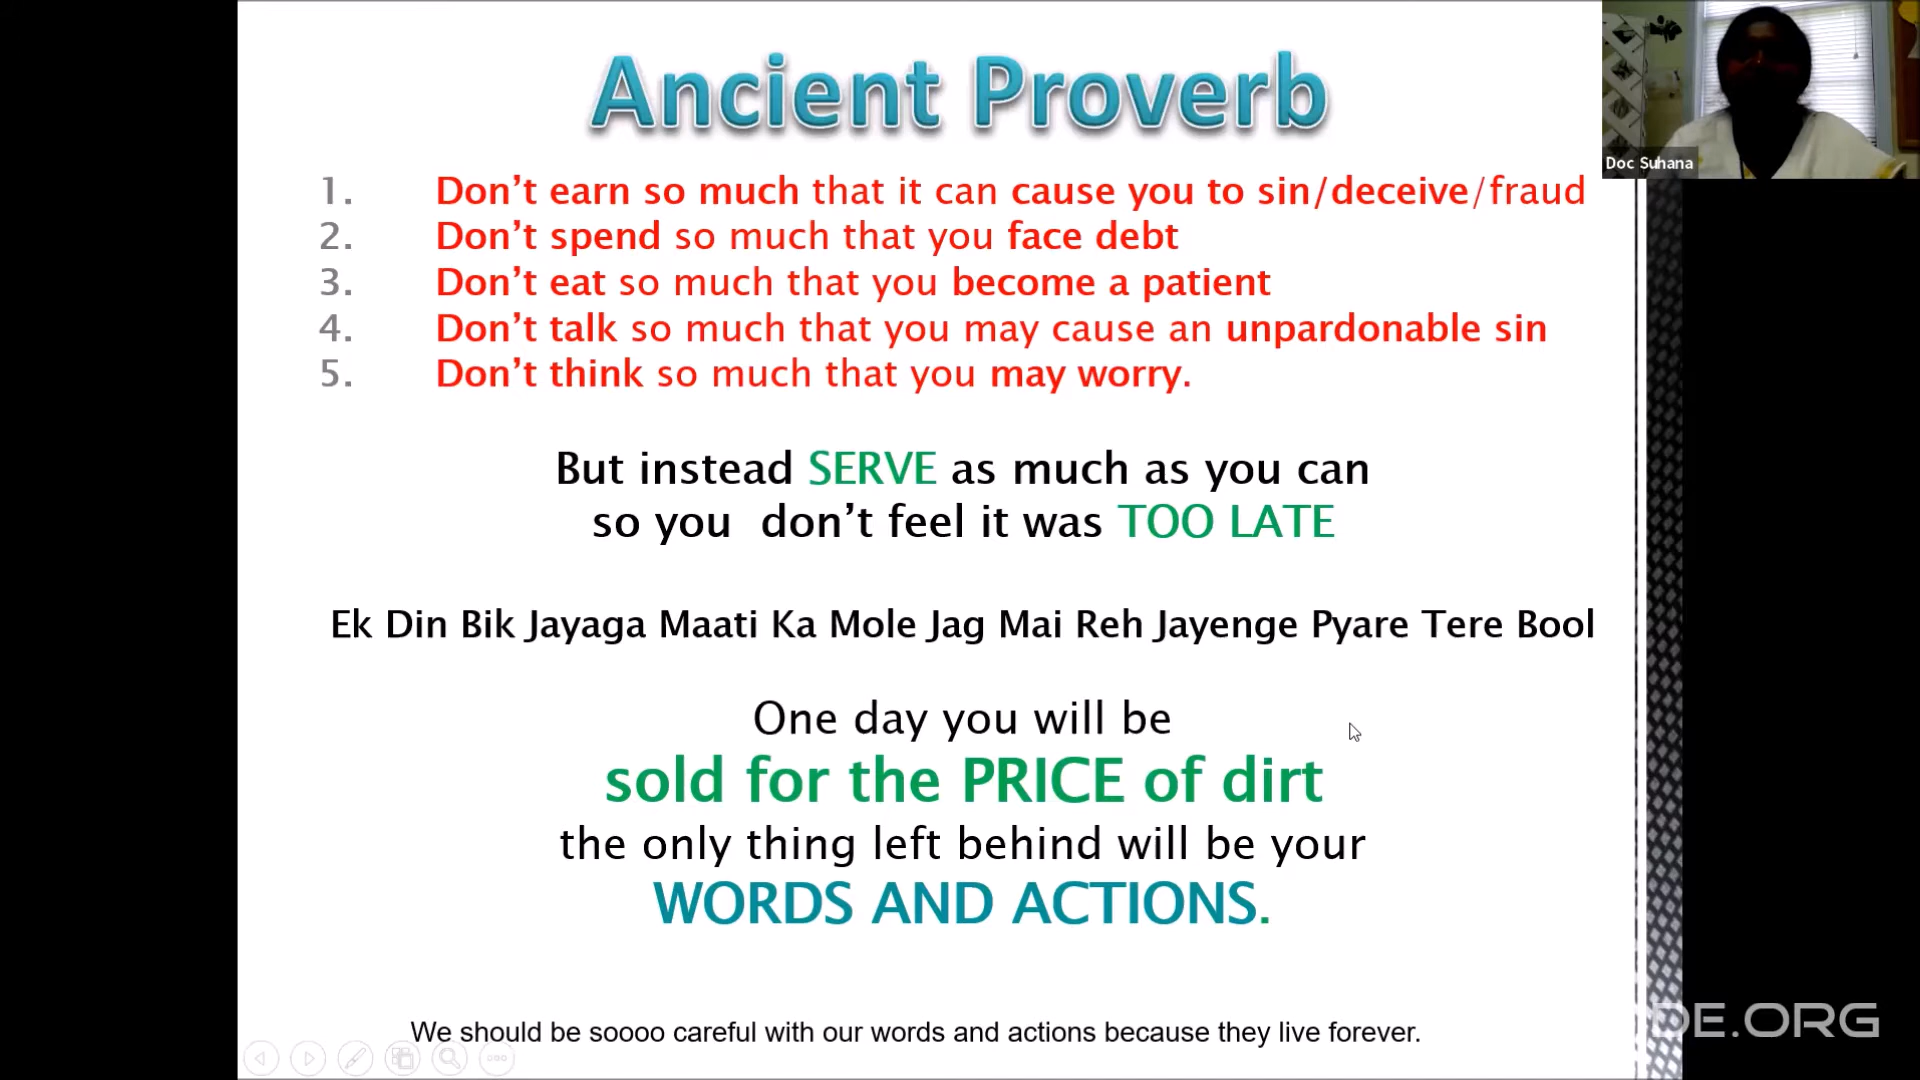 Ancient Proverb
Doc Suhana
1. Don't earn so much that it can cause you to sin/deceive/fraud
2. Don't spend so much that you face debt
3. Don't eat so much that you become a patient
4. Don't talk so much that you may cause an unpardonable sin
5. Don't think so much that you may worry.
But instead SERVE as much as you can
so you don't feel it was TOO LATE
Ek Din Bik Jayaga Maati Ka Mole Jag Mai Reh Jayenge Pyare Tere Bool
One day you will be
sold for the PRICE of dirt
the only thing left behind will be your
WORDS AND ACTIONS.
We should be soooo careful with our words and actions because they live forever.
DE.ORG